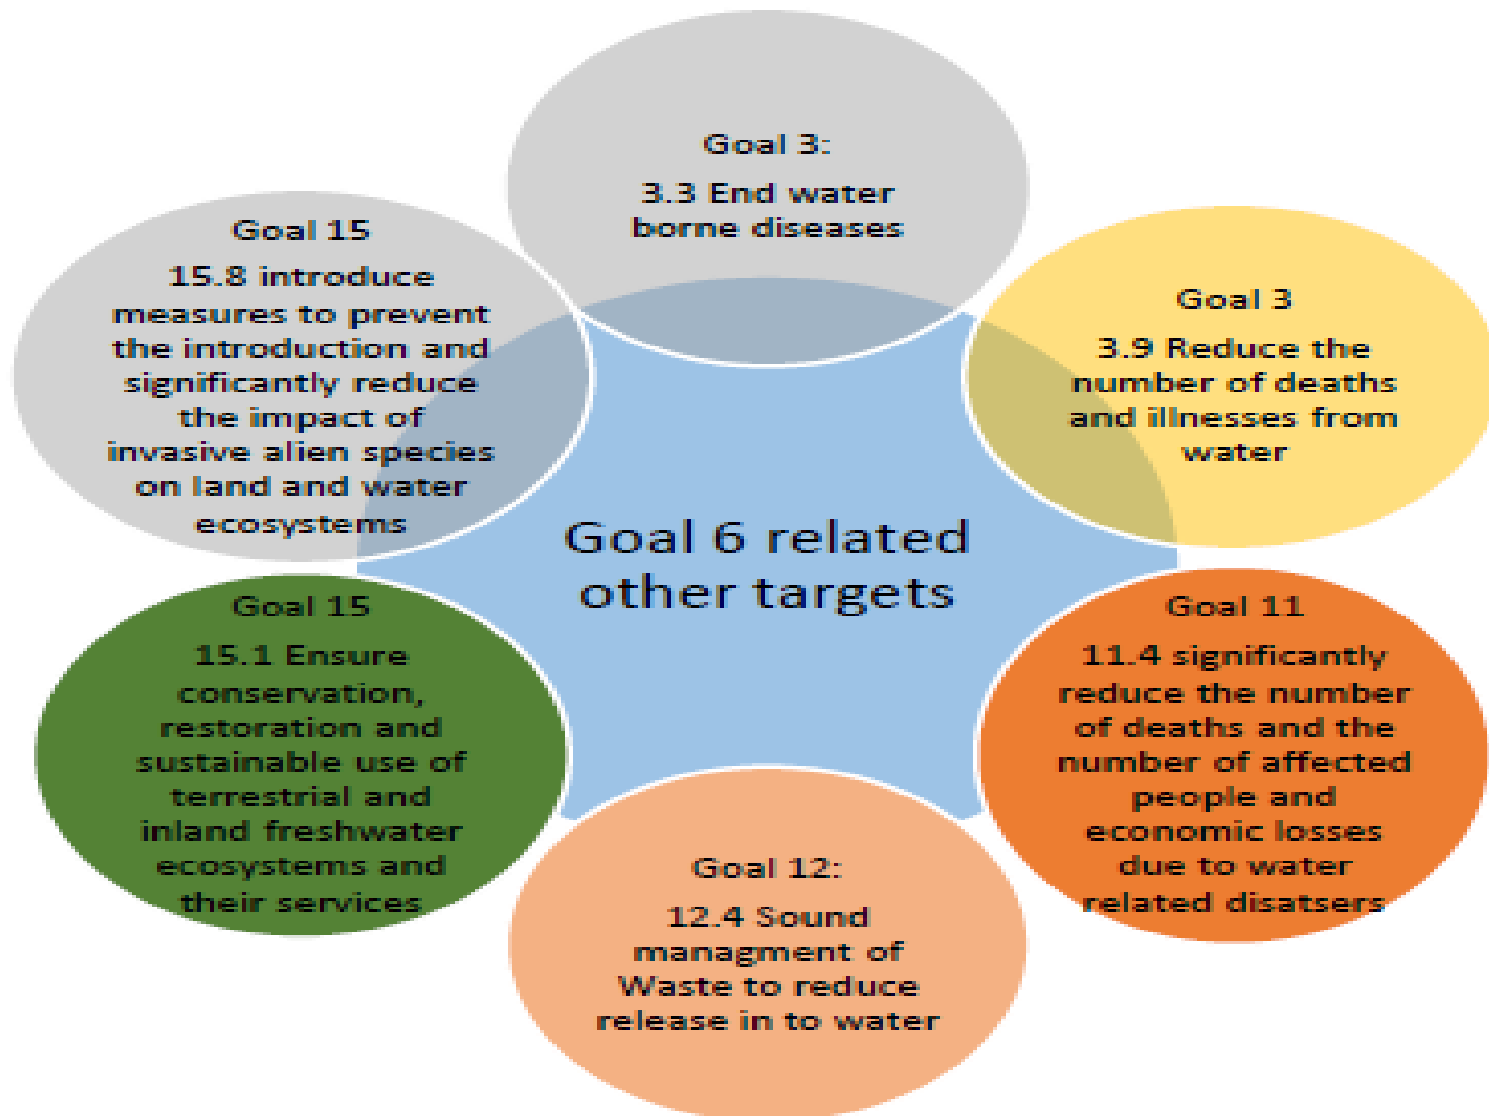 Goal 3:
3.3 End water
borne diseases
Goal 3
3.9 Reduce the
number of deaths
and illnesses from
water
Goal 11
11.4 significantly
reduce the number
of deaths and the
number of affected
people and
economic losses
due to water
related disatsers
Goal 12:
12.4 Sound
managment of
Waste to reduce
release in to water
Goal 15
15.1 Ensure
conservation,
restoration and
sustainable use of
terrestrial and
inland freshwater
ecosystems and
their services
Goal 15
15.8 introduce
measures to prevent
the introduction and
significantly reduce
the impact of
invasive alien species
on land and water
ecosystems
Goal 6 related
other targets